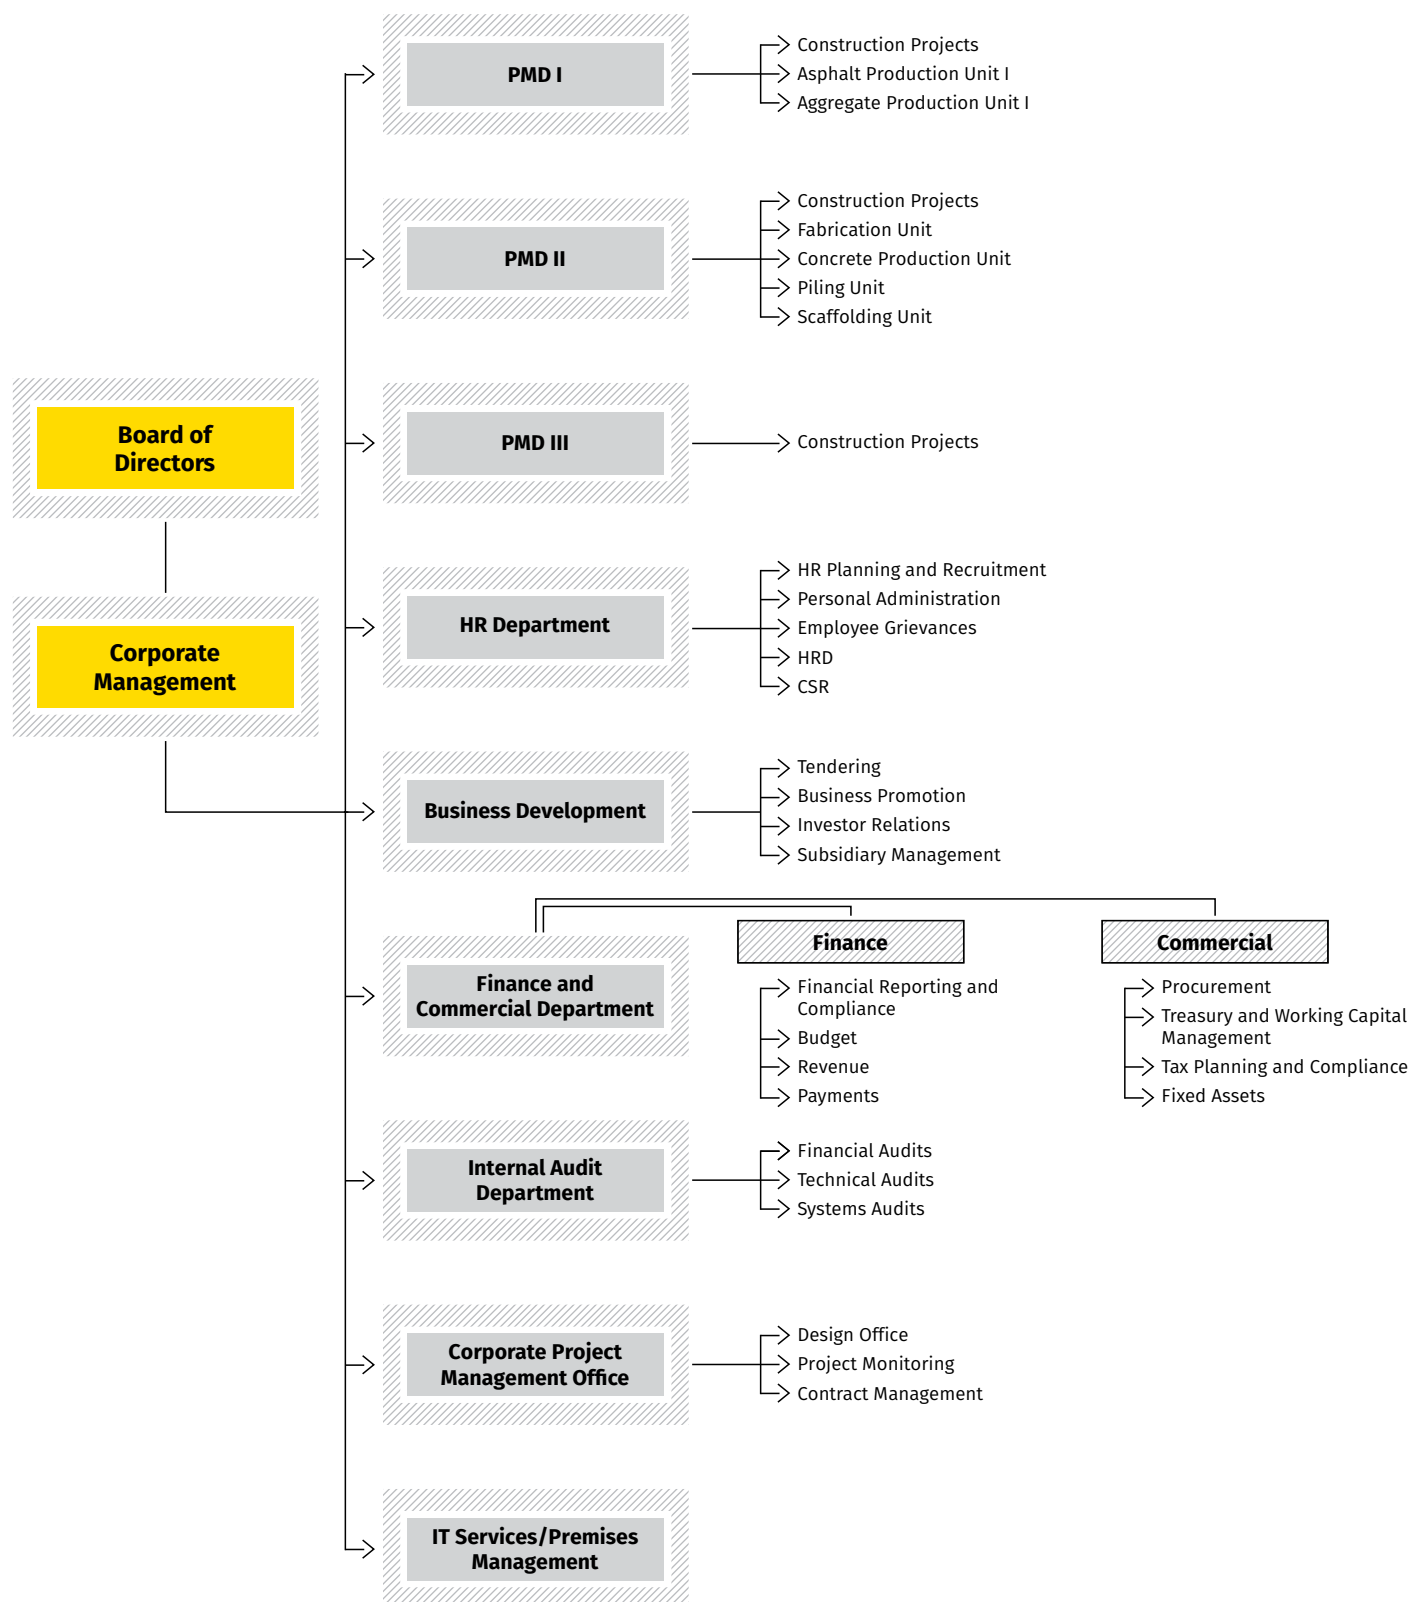 Board of
Directors
Corporate
Management
PMD I
Construction Projects
Asphalt Production Unit I
Aggregate Production Unit I
PMD II
Construction Projects
Fabrication Unit
Concrete Production Unit
Piling Unit
Scaffolding Unit
PMD III
Construction Projects
HR Department
HR Planning and Recruitment
Personal Administration
Employee Grievances
HRD
CSR
Business Development
Tendering
Business Promotion
Investor Relations
Subsidiary Management
Finance and
Commercial Department
Finance
Financial Reporting and
Compliance
Budget
Revenue
Payments
Commercial
Procurement
Treasury and Working Capital
Management
Tax Planning and Compliance
Fixed Assets
Internal Audit
Department
Financial Audits
Technical Audits
Systems Audits
Corporate Project
Management Office
Design Office
Project Monitoring
Contract Management
IT Services/Premises
Management